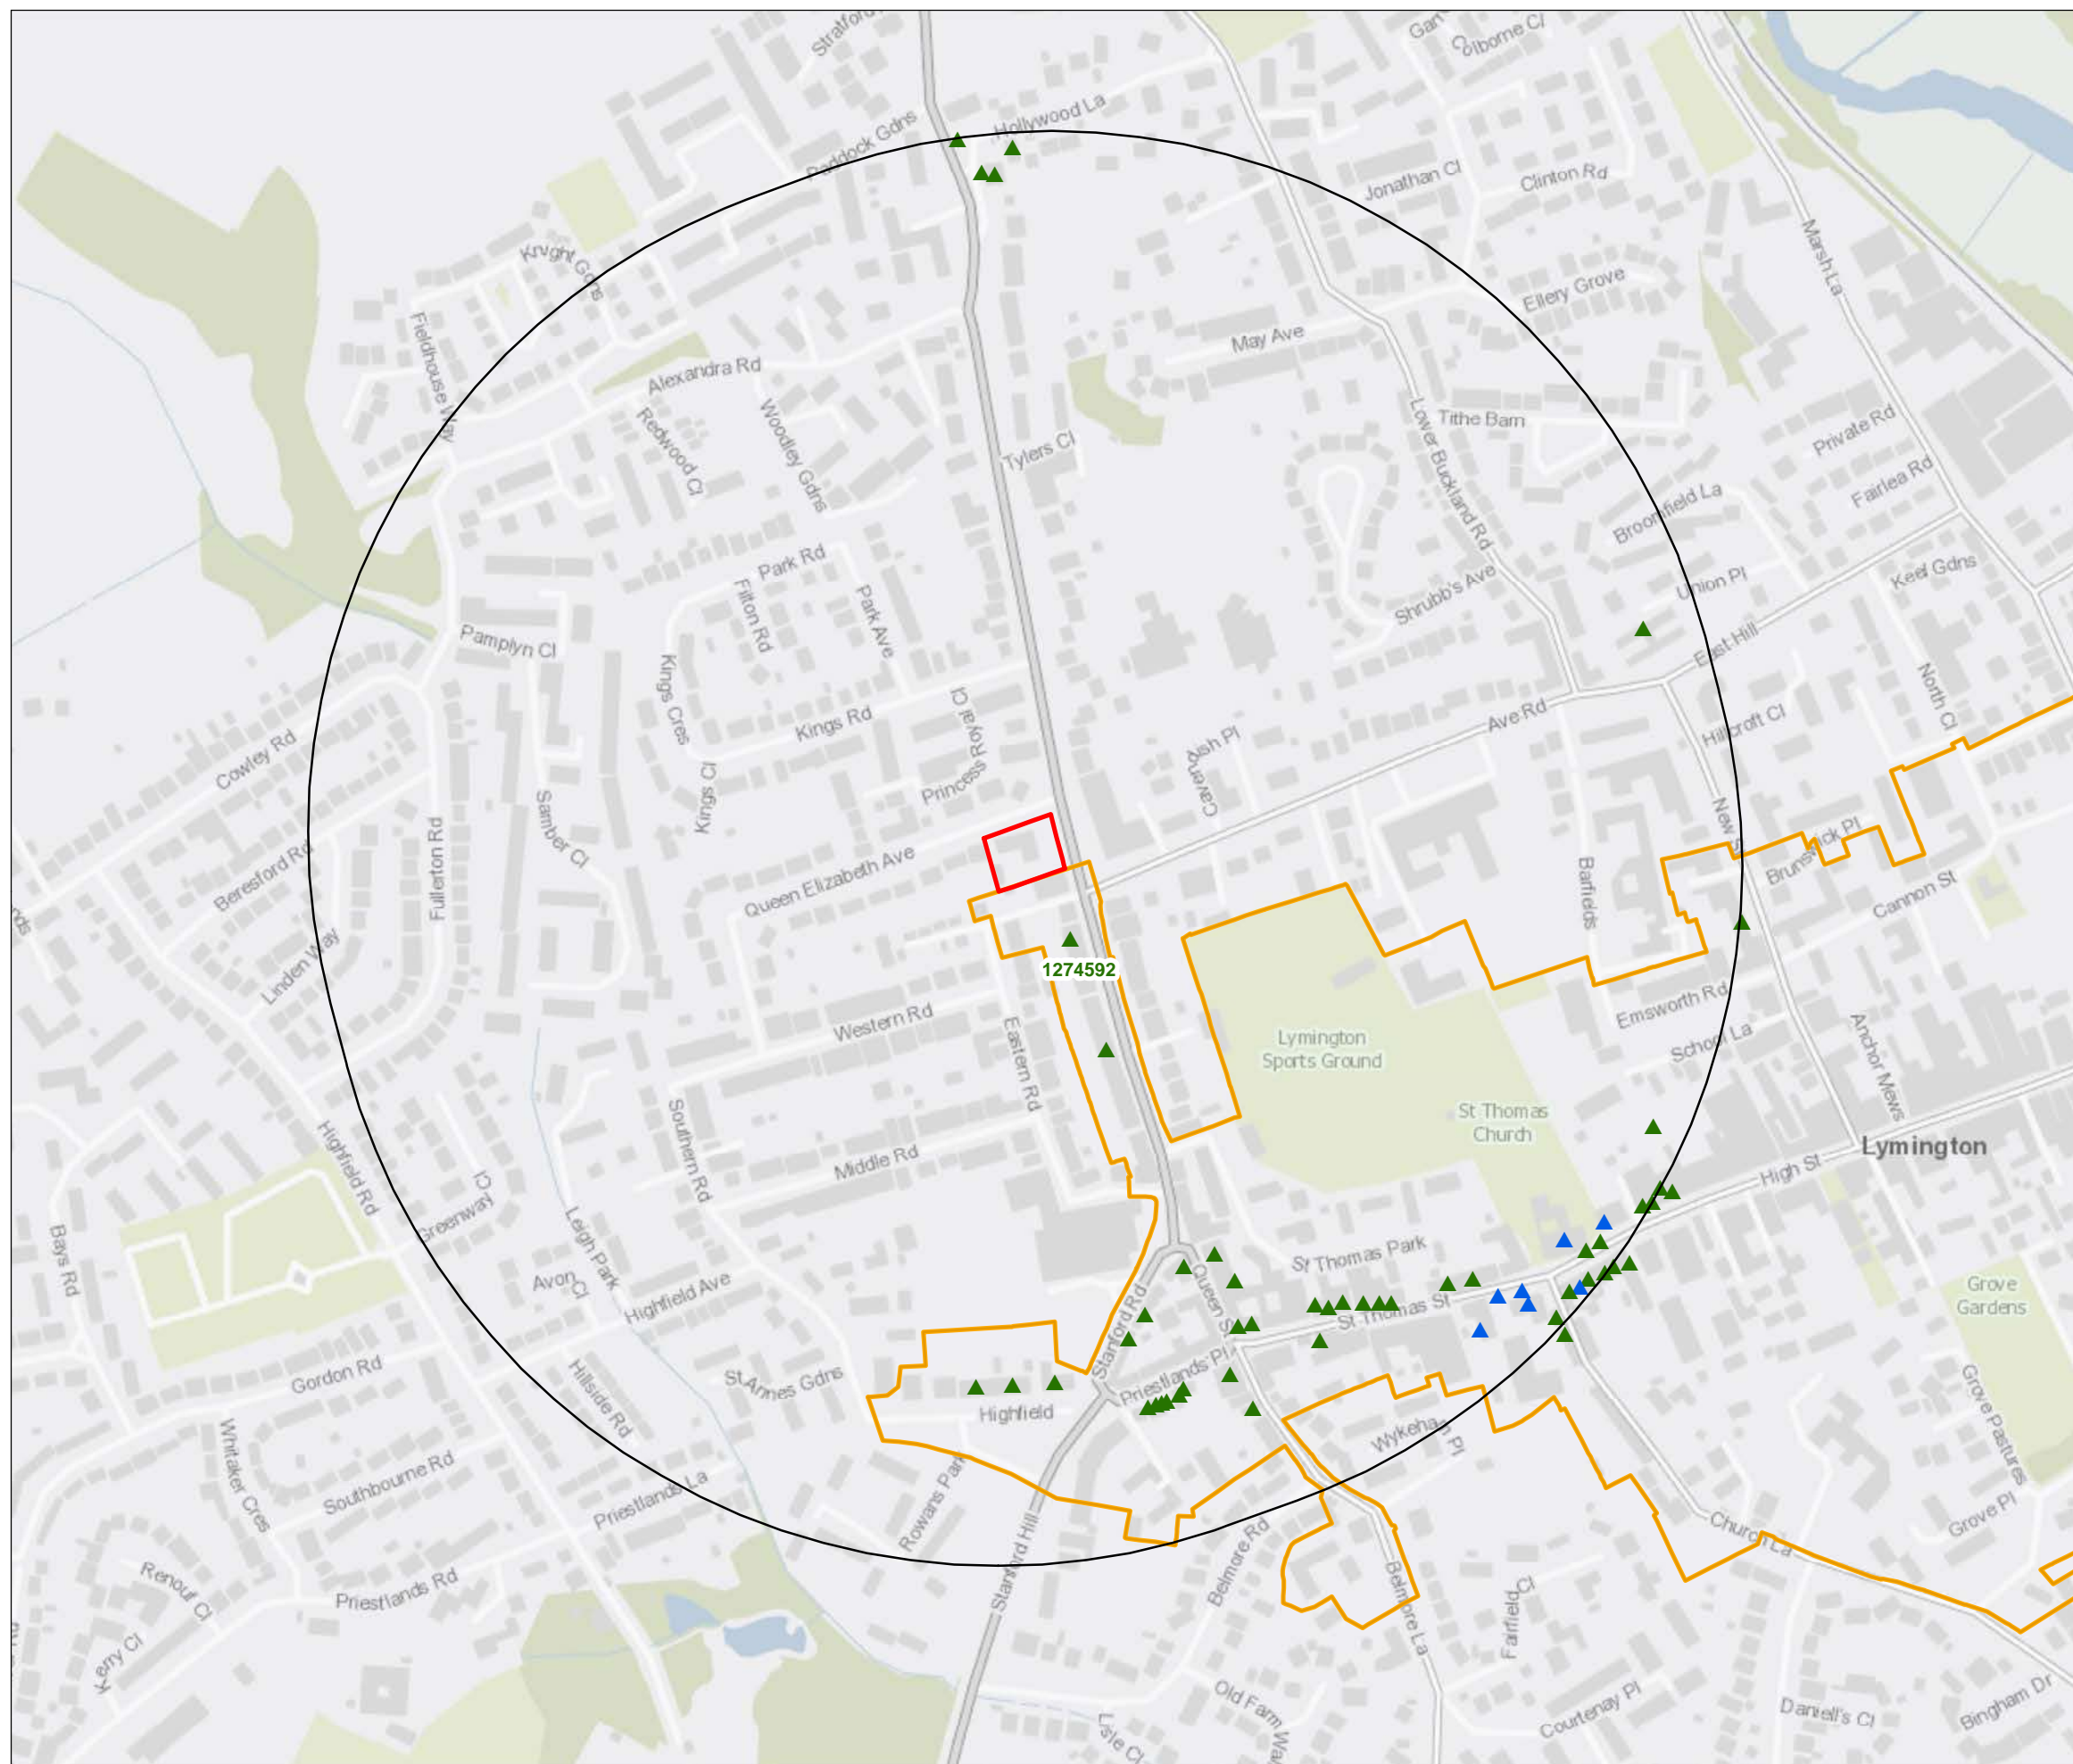 Stratford
Colborne Cl
Hollywood La
Paddock Gdns
Jonathan Cl
Clinton Rd
Marsh La
Knight Gdns
Ellery Grove
Fieldhouse Way
May Ave
Alexandra Rd
Redwood Cl
Woodley Gdns
Tylers Cl
Lower Buckland Rd
Tithe Barn
Private Rd
Fairlea Rd
Broomfield La
Park Rd
Filton Rd
Park Ave
Shrubb's Ave
Union Pl
Keel Gdns
Pamplyn Cl
East Hill
Kings Cres
Kings Rd
Princess Royal Cl
Ave Rd
Hillcroft Cl
North Cl
Cowley Rd
Kings Cl
Cavendish Pl
Samber Cl
New St
Brunswick Pl
Beresford Rd
Fullerton Rd
Queen Elizabeth Ave
Barfields
Cannon St
Linden Way
1274592
Western Rd
Eastern Rd
Lymington
Sports Ground
Emsworth Rd
School La
Anchor Mews
St Thomas
Church
Southern Rd
Middle Rd
Highfield Rd
Lymington
High St
Greenway
Cl
Leigh Park
Bays Rd
Avon Cl
Highfield Ave
St Thomas Park
Queen St
Stanford Rd
St Thomas St
Grove
Gardens
Gordon Rd
Hillside Rd
St Annes Gdns
Priestlands Pl
Highfield
Grove Pastures
Whitaker Cres
Southbourne Rd
Wykeham Pl
Priestlands La
Rowans Park
Stanford Hill
Belmore Rd
Church La
Grove Pl
Renouf Cl
Priestlands Rd
Belmore La
Fairfield Cl
Kerry Cl
Old Farm Wa
Lisle Cl
Courtenay Pl
Daniell's Cl
Bingham Dr